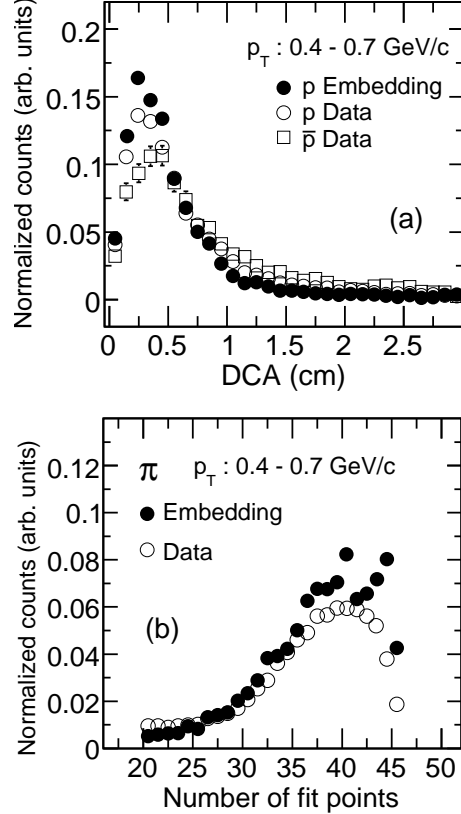 0.2
0.15
0.1
0.05
0
Normalized counts (arb. units)
p_T : 0.4 - 0.7 GeV/c
p Embedding
p Data
p̅ Data
(a)
0 0.5 1 1.5 2 2.5
DCA (cm)
0.12
0.1
0.08
0.06
0.04
0.02
0
Normalized counts (arb. units)
π p_T : 0.4 - 0.7 GeV/c
Embedding
Data
(b)
20 25 30 35 40 45 50
Number of fit points